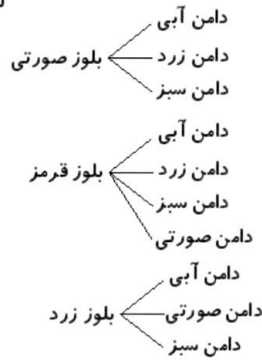 دامن آبی
بلوز صورتی دامن زرد
دامن سبز
دامن آبی
بلوز قرمز دامن زرد
دامن سبز
دامن صورتی
دامن آبی
بلوز زرد دامن صورتی
دامن سبز